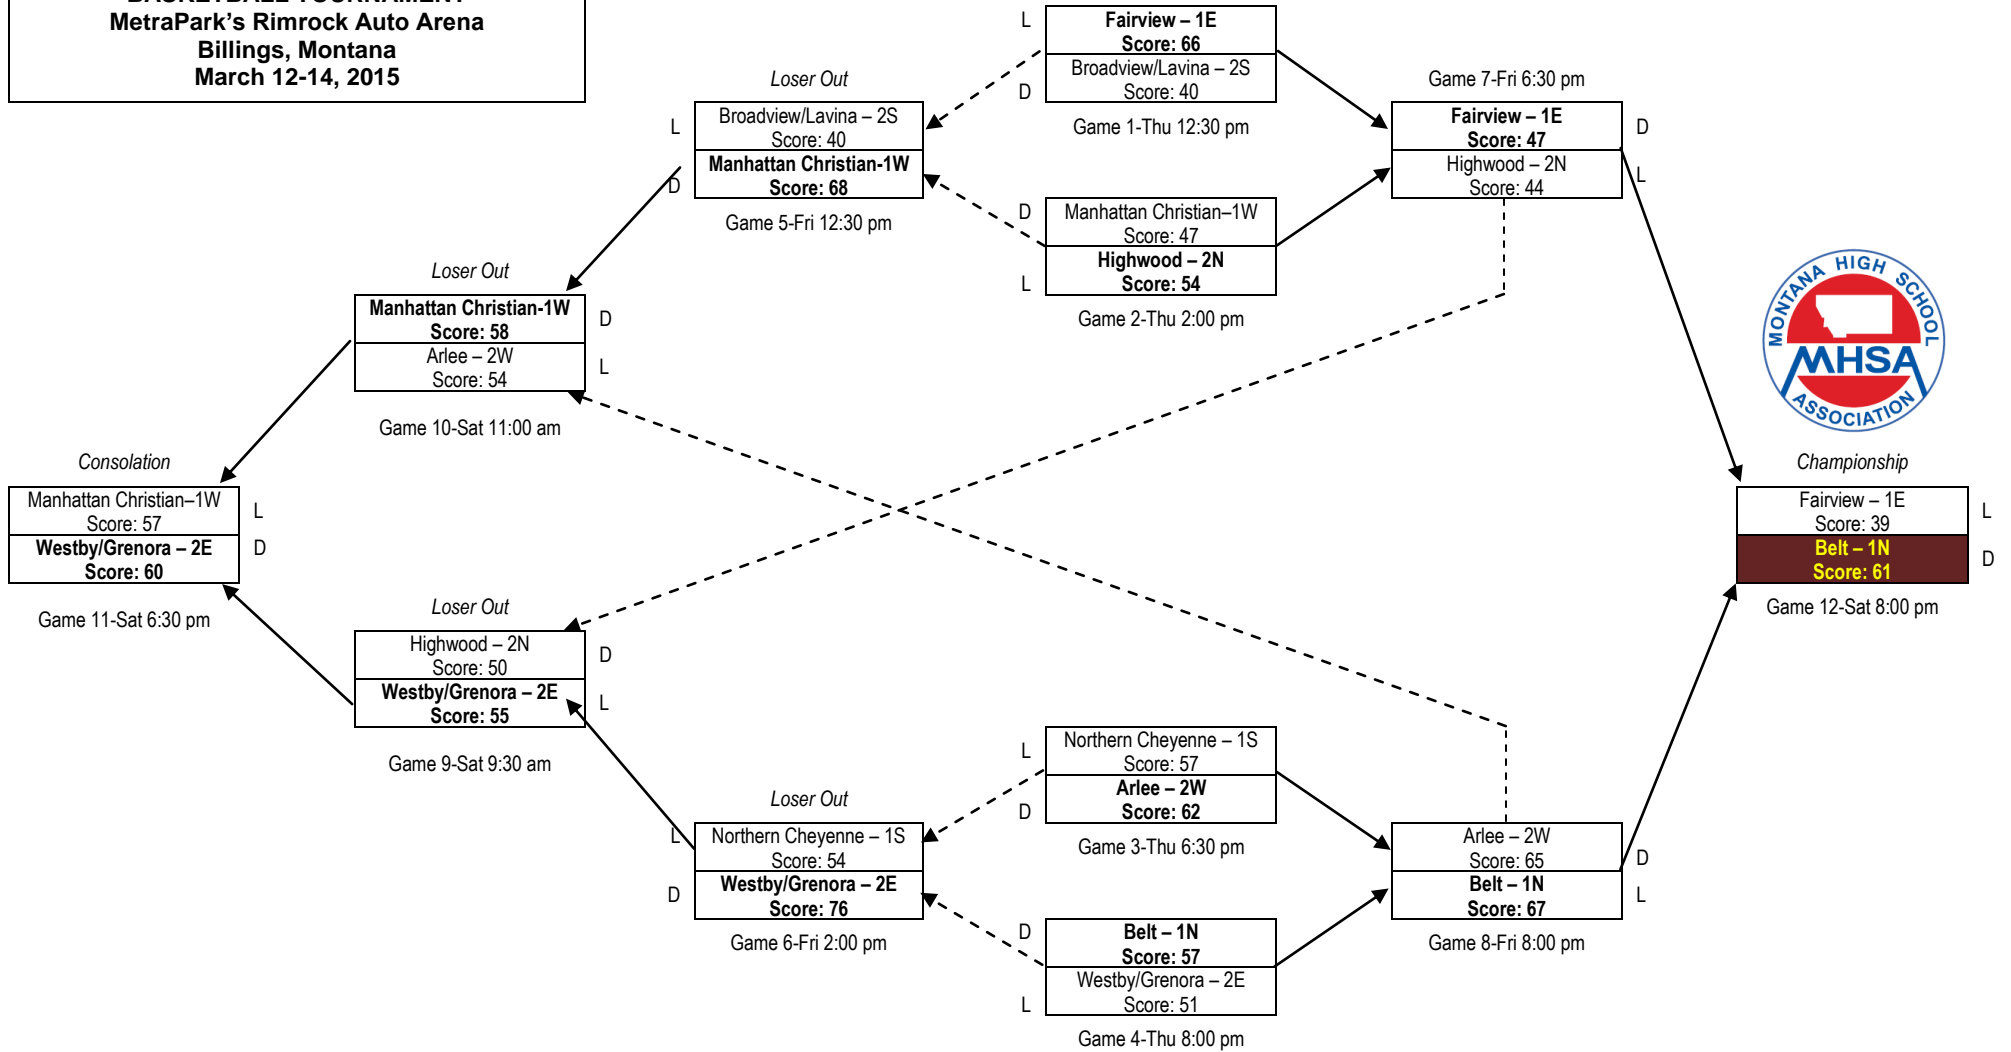 BASKETBALL TOURNAMENT
MetraPark's Rimrock Auto Arena
Billings, Montana
March 12-14, 2015
L
Fairview – 1E
Score: 66
Broadview/Lavina – 2S
D
Score: 40
Game 1-Thu 12:30 pm
Loser Out
L
Broadview/Lavina – 2S
Score: 40
Manhattan Christian-1W
D
Score: 68
Game 5-Fri 12:30 pm
D
Manhattan Christian–1W
Score: 47
Highwood – 2N
L
Score: 54
Game 2-Thu 2:00 pm
Game 7-Fri 6:30 pm
Fairview – 1E
D
Score: 47
Highwood – 2N
L
Score: 44
Loser Out
Manhattan Christian-1W
D
Score: 58
Arlee – 2W
L
Score: 54
Game 10-Sat 11:00 am
MONTANA HIGH SCHOOL
MHSA
ASSOCIATION
Consolation
Manhattan Christian–1W
L
Score: 57
Westby/Grenora – 2E
D
Score: 60
Game 11-Sat 6:30 pm
Championship
Fairview – 1E
L
Score: 39
Belt – 1N
D
Score: 61
Game 12-Sat 8:00 pm
Loser Out
Highwood – 2N
D
Score: 50
Westby/Grenora – 2E
L
Score: 55
Game 9-Sat 9:30 am
L
Northern Cheyenne – 1S
Score: 57
Arlee – 2W
D
Score: 62
Game 3-Thu 6:30 pm
Loser Out
L
Northern Cheyenne – 1S
Score: 54
Westby/Grenora – 2E
D
Score: 76
Game 6-Fri 2:00 pm
Arlee – 2W
D
Score: 65
Belt – 1N
L
Score: 67
Game 8-Fri 8:00 pm
D
Belt – 1N
Score: 57
Westby/Grenora – 2E
L
Score: 51
Game 4-Thu 8:00 pm